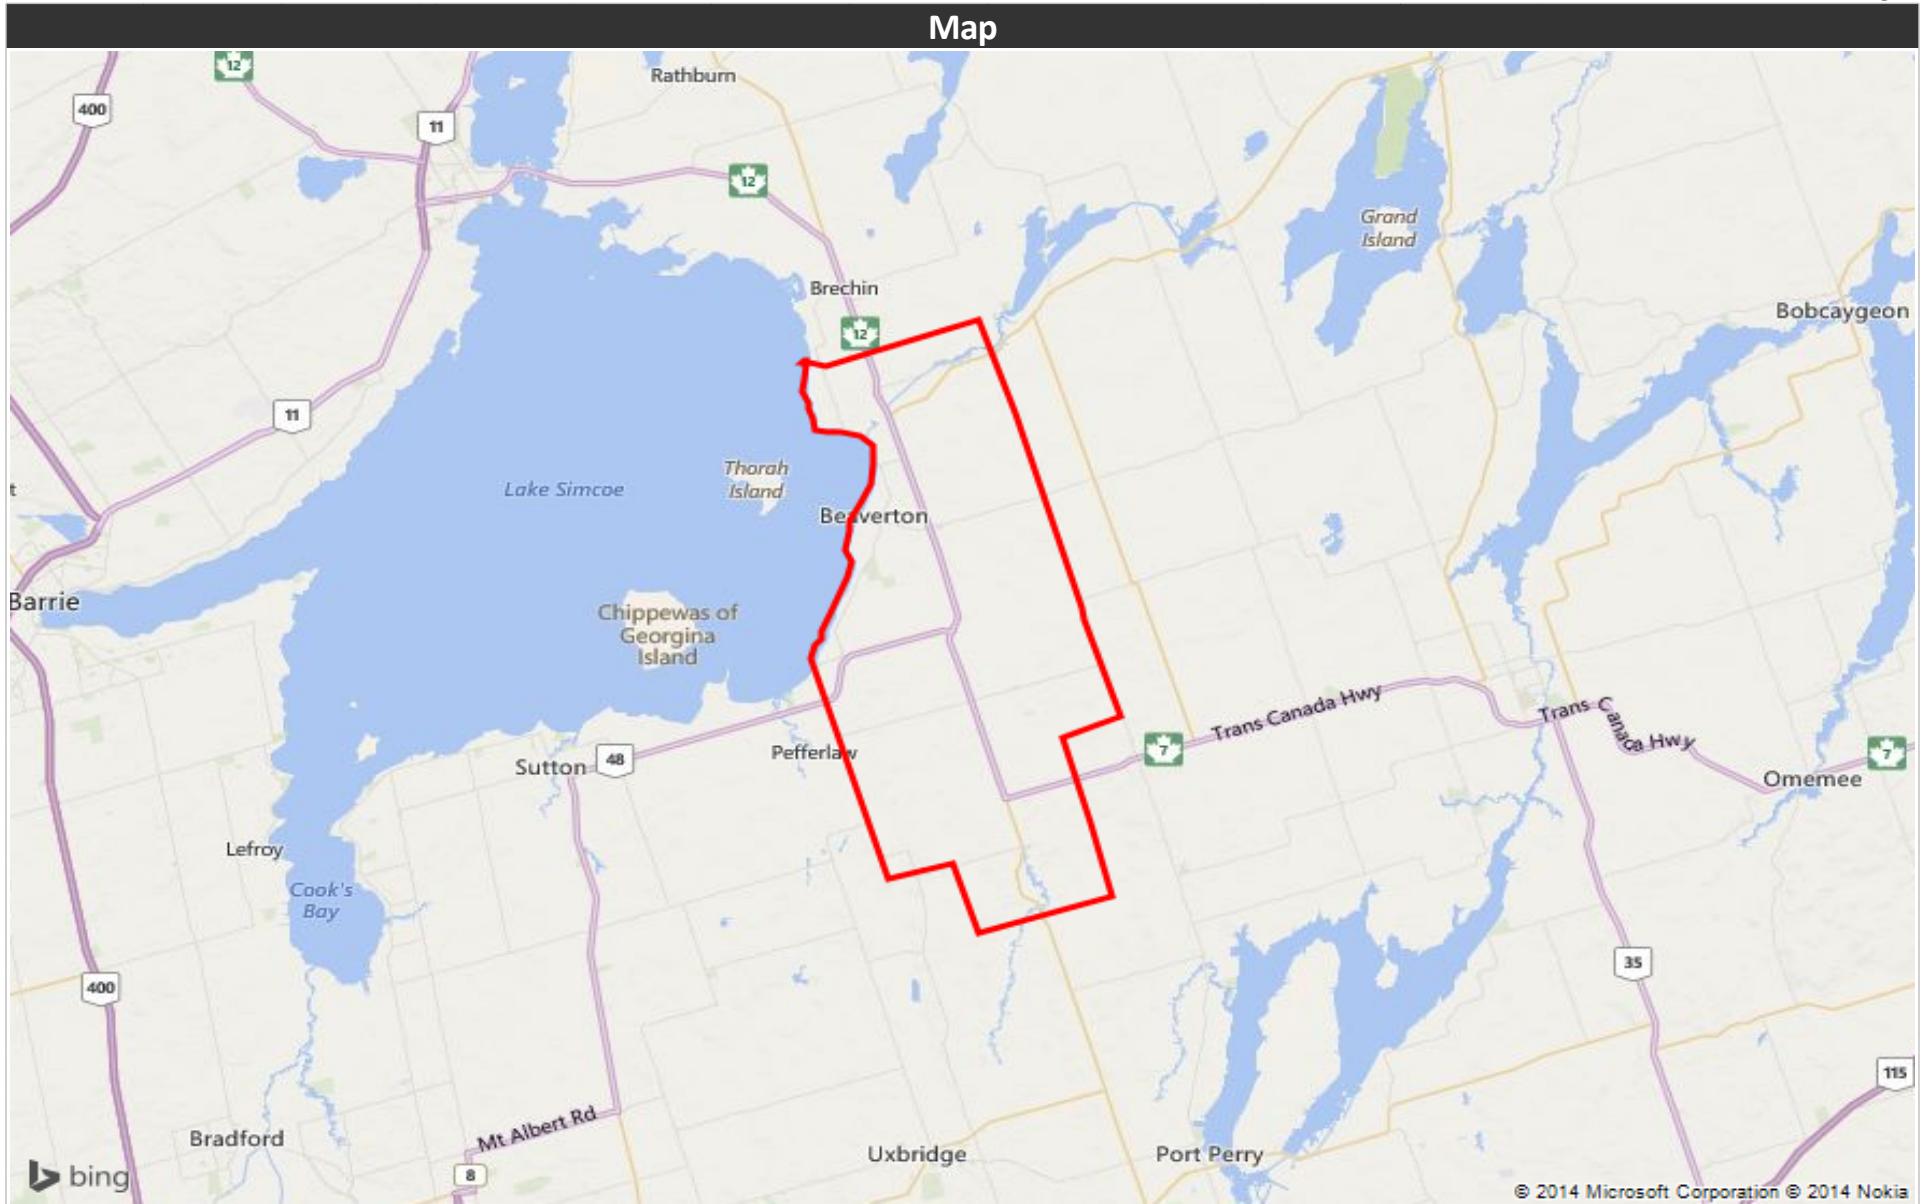 Map
12
Rathburn
400
11
12
Grand
Island
Brechin
12
Bobcaygeon
11
Thorah
Island
Lake Simcoe
Beaverton
Barrie
Chippewas of
Georgina
Island
Trans Canada Hwy
Trans Canada Hwy
7
7
Pefferlaw
Sutton
48
Omemee
Lefroy
Cook's
Bay
35
400
115
Mt Albert Rd
Bradford
Uxbridge
Port Perry
8
bing
© 2014 Microsoft Corporation © 2014 Nokia